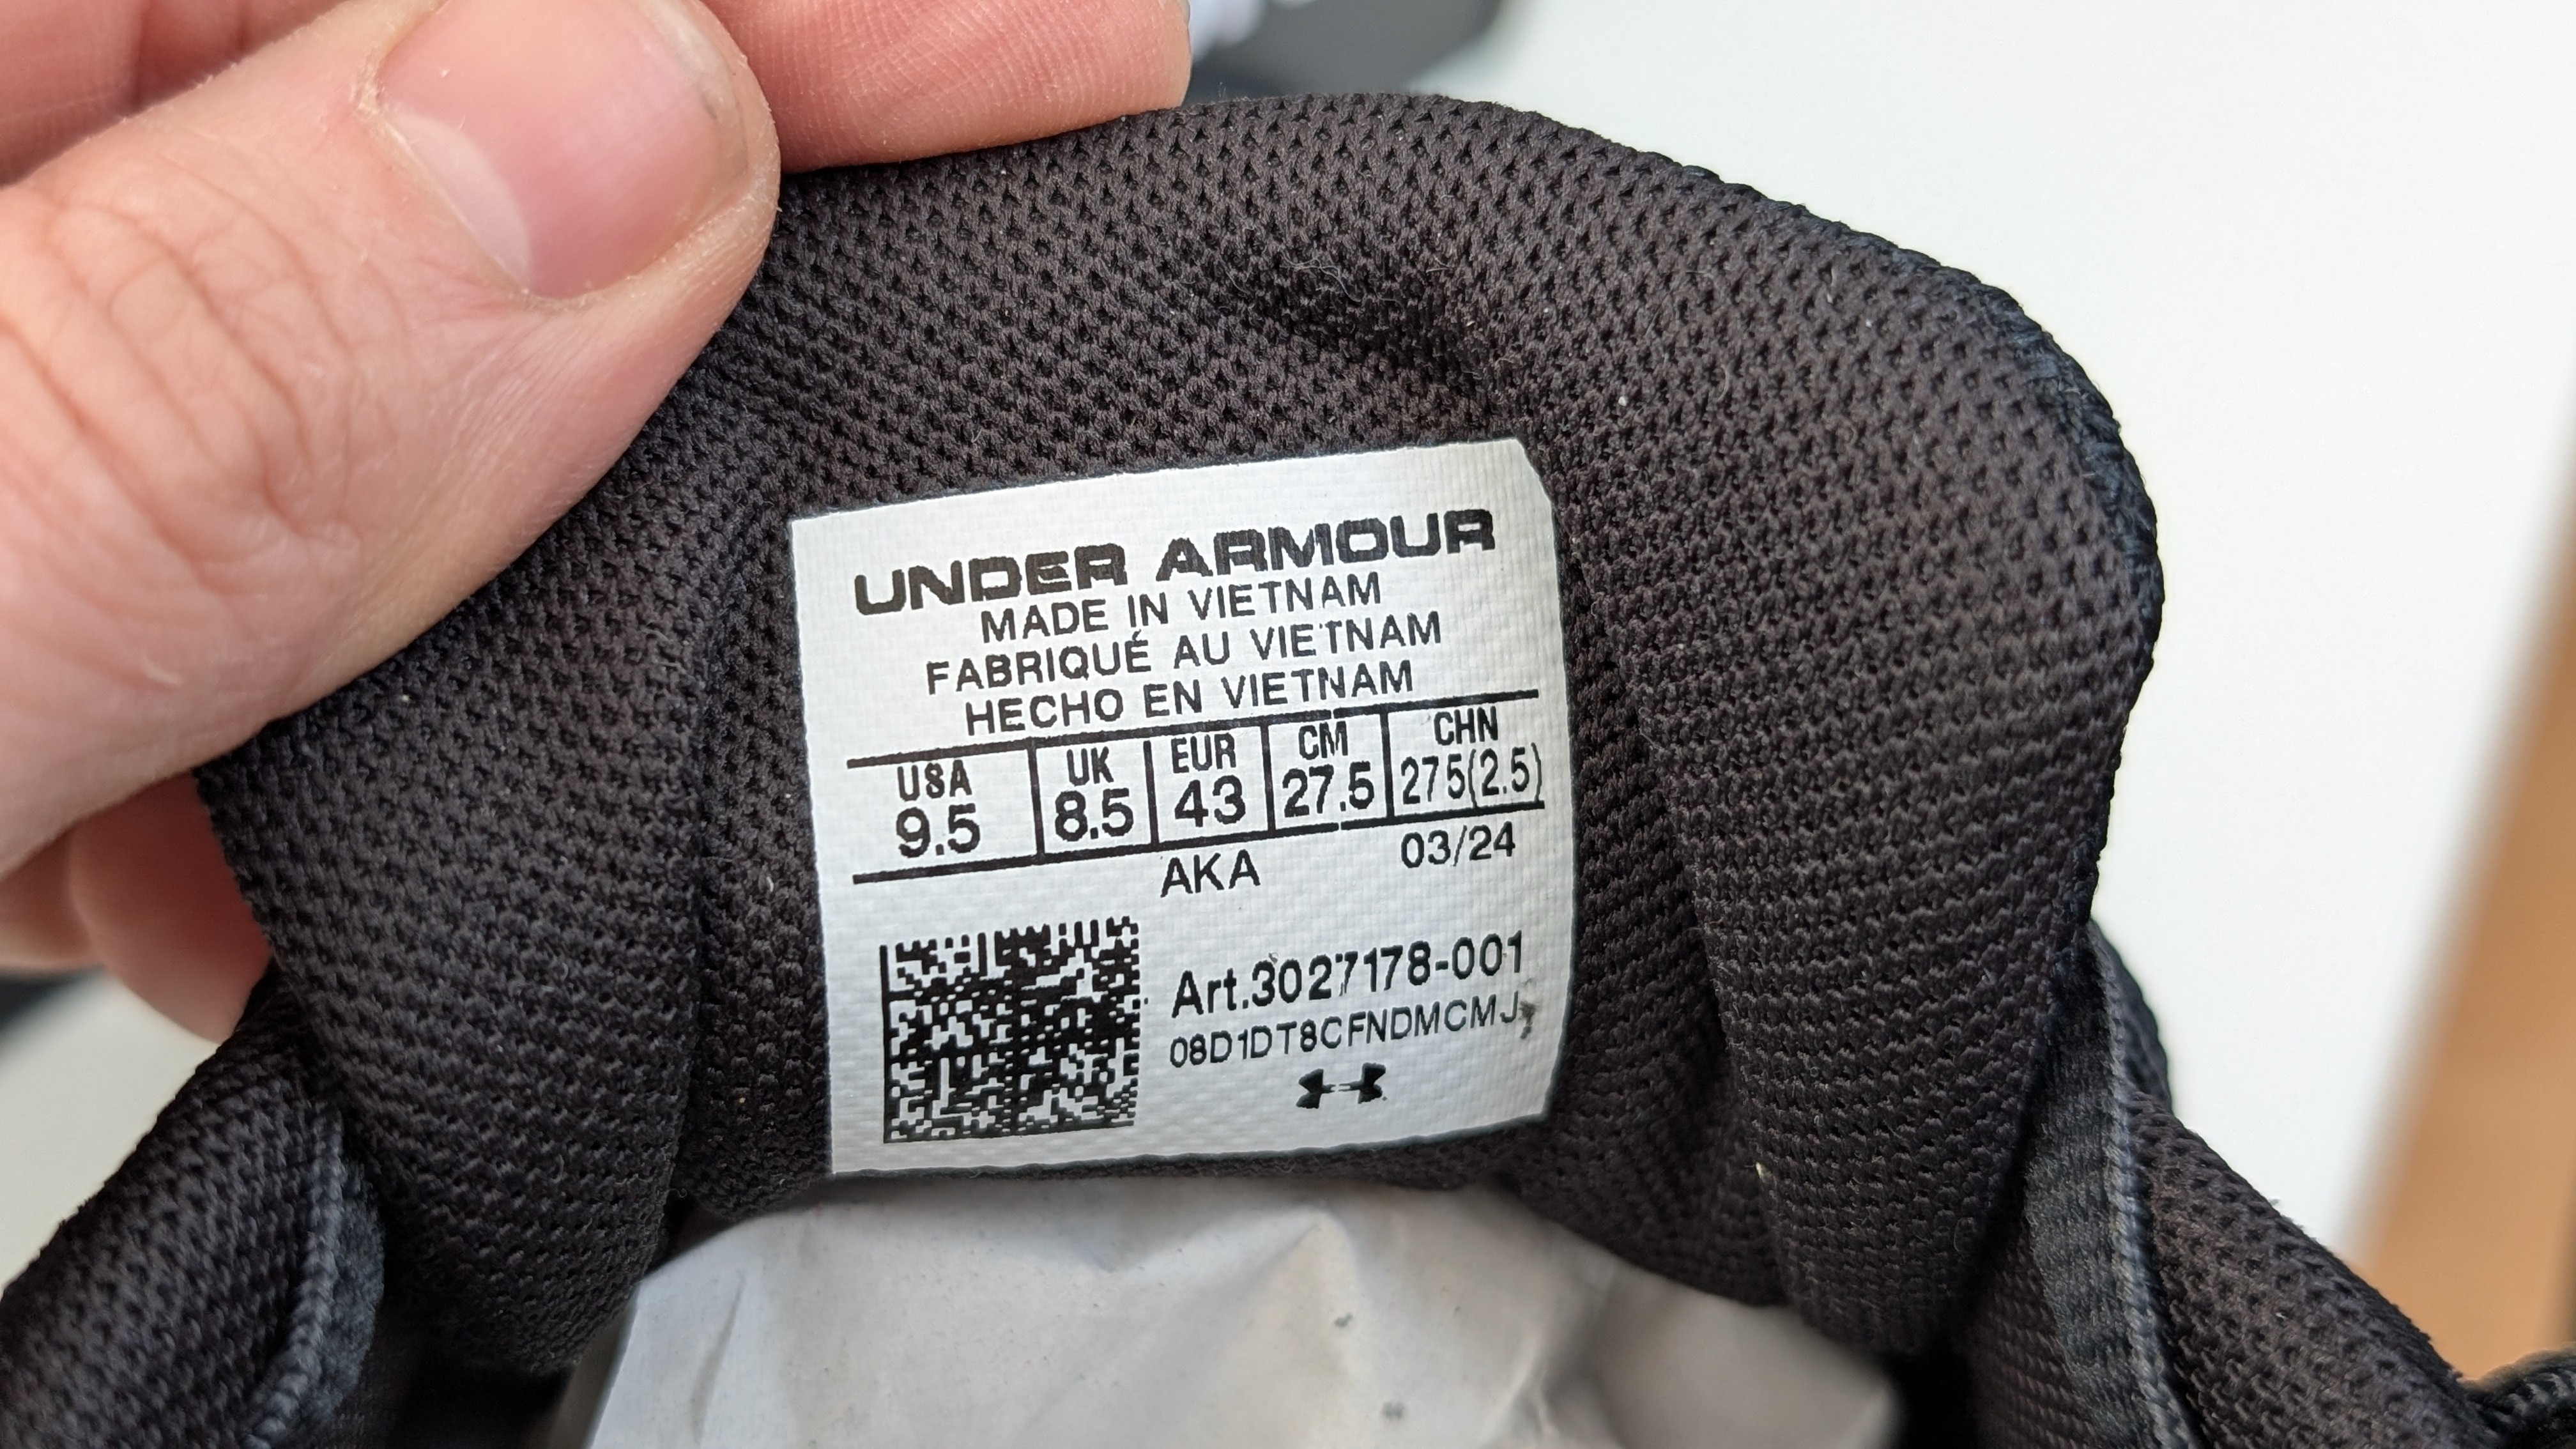 UNDER ARMOUR
MADE IN VIETNAM
FABRIQUÉ AU VIETNAM
HECHO EN VIETNAM
USA UK EUR CM CHN
9.5 8.5 43 27.5 275(2.5)
AKA 03/24
Art.3027178-001
08D1DT8CFNDMCMJ